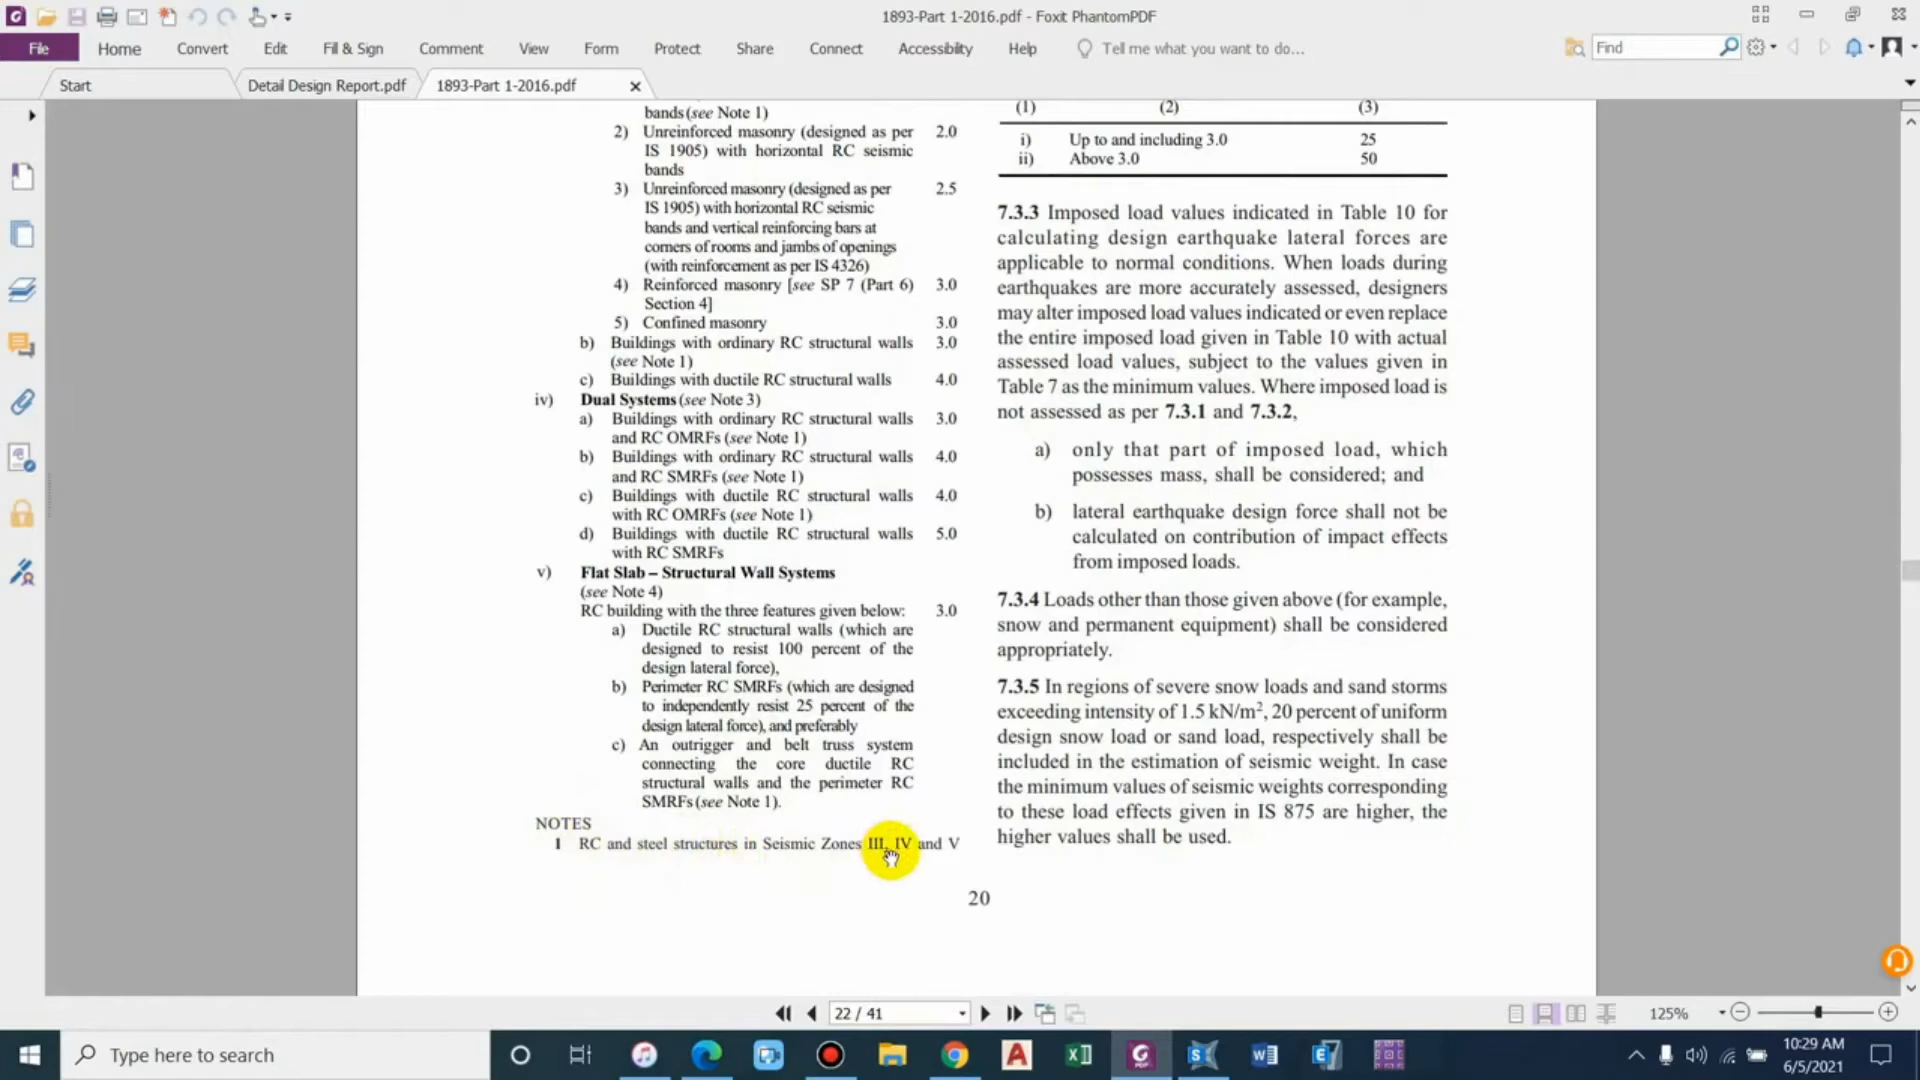 1893-Part 1-2016.pdf - Foxit PhantomPDF
File Home Convert Edit Fill & Sign Comment View Form Protect Share Connect Accessibility Help Tell me what you want to do... Find
Start Detail Design Report.pdf 1893-Part 1-2016.pdf
bands (see Note 1)
2) Unreinforced masonry (designed as per 2.0
IS 1905) with horizontal RC seismic
bands
3) Unreinforced masonry (designed as per 2.5
IS 1905) with horizontal RC seismic
bands and vertical reinforcing bars at
corners of rooms and jambs of openings
(with reinforcement as per IS 4326)
4) Reinforced masonry [see SP 7 (Part 6) 3.0
Section 4]
5) Confined masonry 3.0
b) Buildings with ordinary RC structural walls 3.0
(see Note 1)
c) Buildings with ductile RC structural walls 4.0
iv) Dual Systems (see Note 3)
a) Buildings with ordinary RC structural walls 3.0
and RC OMRFs (see Note 1)
b) Buildings with ordinary RC structural walls 4.0
and RC SMRFs (see Note 1)
c) Buildings with ductile RC structural walls 4.0
with RC OMRFs (see Note 1)
d) Buildings with ductile RC structural walls 5.0
with RC SMRFs
v) Flat Slab – Structural Wall Systems
(see Note 4)
RC building with the three features given below: 3.0
a) Ductile RC structural walls (which are
designed to resist 100 percent of the
design lateral force),
b) Perimeter RC SMRFs (which are designed
to independently resist 25 percent of the
design lateral force), and preferably
c) An outrigger and belt truss system
connecting the core ductile RC
structural walls and the perimeter RC
SMRFs (see Note 1).
NOTES
1 RC and steel structures in Seismic Zones III, IV and V
(1) (2) (3)
i) Up to and including 3.0 25
ii) Above 3.0 50
7.3.3 Imposed load values indicated in Table 10 for
calculating design earthquake lateral forces are
applicable to normal conditions. When loads during
earthquakes are more accurately assessed, designers
may alter imposed load values indicated or even replace
the entire imposed load given in Table 10 with actual
assessed load values, subject to the values given in
Table 7 as the minimum values. Where imposed load is
not assessed as per 7.3.1 and 7.3.2,
a) only that part of imposed load, which
possesses mass, shall be considered; and
b) lateral earthquake design force shall not be
calculated on contribution of impact effects
from imposed loads.
7.3.4 Loads other than those given above (for example,
snow and permanent equipment) shall be considered
appropriately.
7.3.5 In regions of severe snow loads and sand storms
exceeding intensity of 1.5 kN/m², 20 percent of uniform
design snow load or sand load, respectively shall be
included in the estimation of seismic weight. In case
the minimum values of seismic weights corresponding
to these load effects given in IS 875 are higher, the
higher values shall be used.
20
22 / 41
125%
Type here to search
10:29 AM
6/5/2021